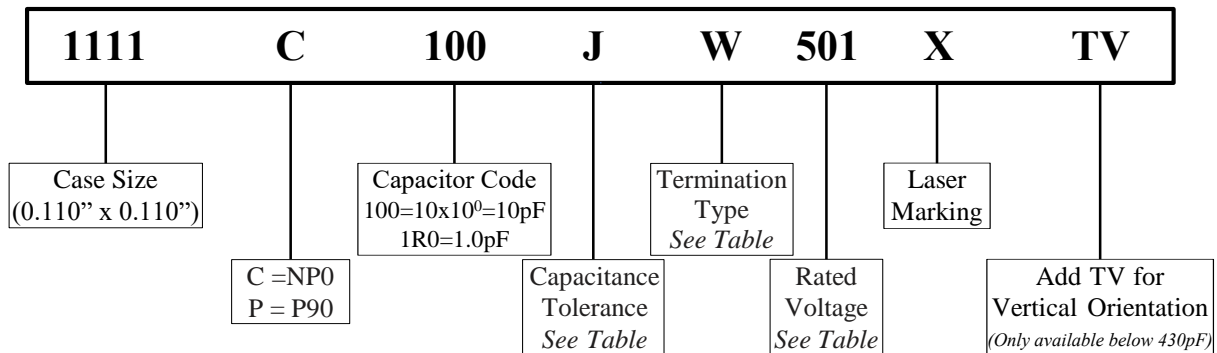 1111 C 100 J W 501 X TV
Case Size
(0.110” x 0.110”)
C =NP0
P = P90
Capacitor Code
100=10x10⁰=10pF
1R0=1.0pF
Capacitance
Tolerance
See Table
Termination
Type
See Table
Rated
Voltage
See Table
Laser
Marking
Add TV for
Vertical Orientation
(Only available below 430pF)